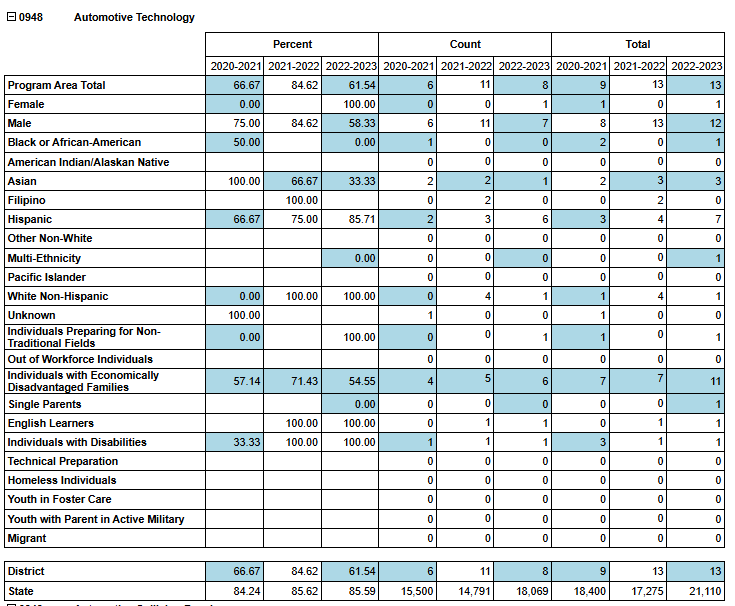 0948 Automotive Technology
Percent Count Total
2020-2021 2021-2022 2022-2023 2020-2021 2021-2022 2022-2023 2020-2021 2021-2022 2022-2023
Program Area Total 66.67 84.62 61.54 6 11 8 9 13 13
Female 0.00 100.00 0 0 1 1 0 1
Male 75.00 84.62 58.33 6 11 7 8 13 12
Black or African-American 50.00 0.00 1 0 0 2 0 1
American Indian/Alaskan Native 0 0 0 0 0 0
Asian 100.00 66.67 33.33 2 2 1 2 3 3
Filipino 100.00 0 2 0 0 2 0
Hispanic 66.67 75.00 85.71 2 3 6 3 4 7
Other Non-White 0 0 0 0 0 0
Multi-Ethnicity 0.00 0 0 0 0 0 1
Pacific Islander 0 0 0 0 0 0
White Non-Hispanic 0.00 100.00 100.00 0 4 1 1 4 1
Unknown 100.00 1 0 0 1 0 0
Individuals Preparing for Non-
Traditional Fields 0.00 100.00 0 0 1 1 0 1
Out of Workforce Individuals 0 0 0 0 0 0
Individuals with Economically
Disadvantaged Families 57.14 71.43 54.55 4 5 6 7 7 11
Single Parents 0.00 0 0 0 0 0 1
English Learners 100.00 100.00 0 1 1 0 1 1
Individuals with Disabilities 33.33 100.00 100.00 1 1 1 3 1 1
Technical Preparation 0 0 0 0 0 0
Homeless Individuals 0 0 0 0 0 0
Youth in Foster Care 0 0 0 0 0 0
Youth with Parent in Active Military 0 0 0 0 0 0
Migrant 0 0 0 0 0 0
District 66.67 84.62 61.54 6 11 8 9 13 13
State 84.24 85.62 85.59 15,500 14,791 18,069 18,400 17,275 21,110